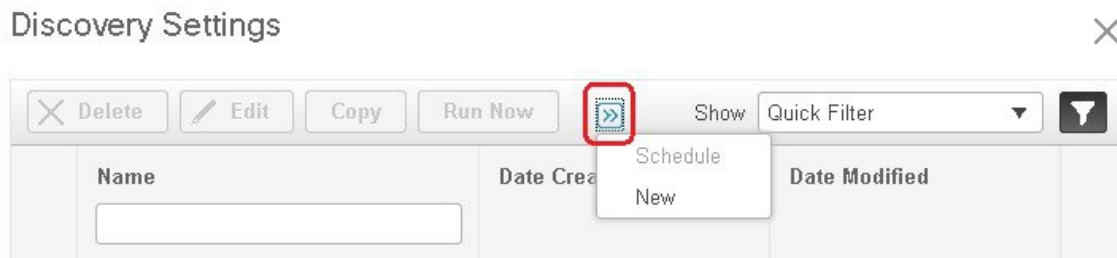 Discovery Settings
Delete Edit Copy Run Now Show Quick Filter
Schedule
Name Date Crea Date Modified
New